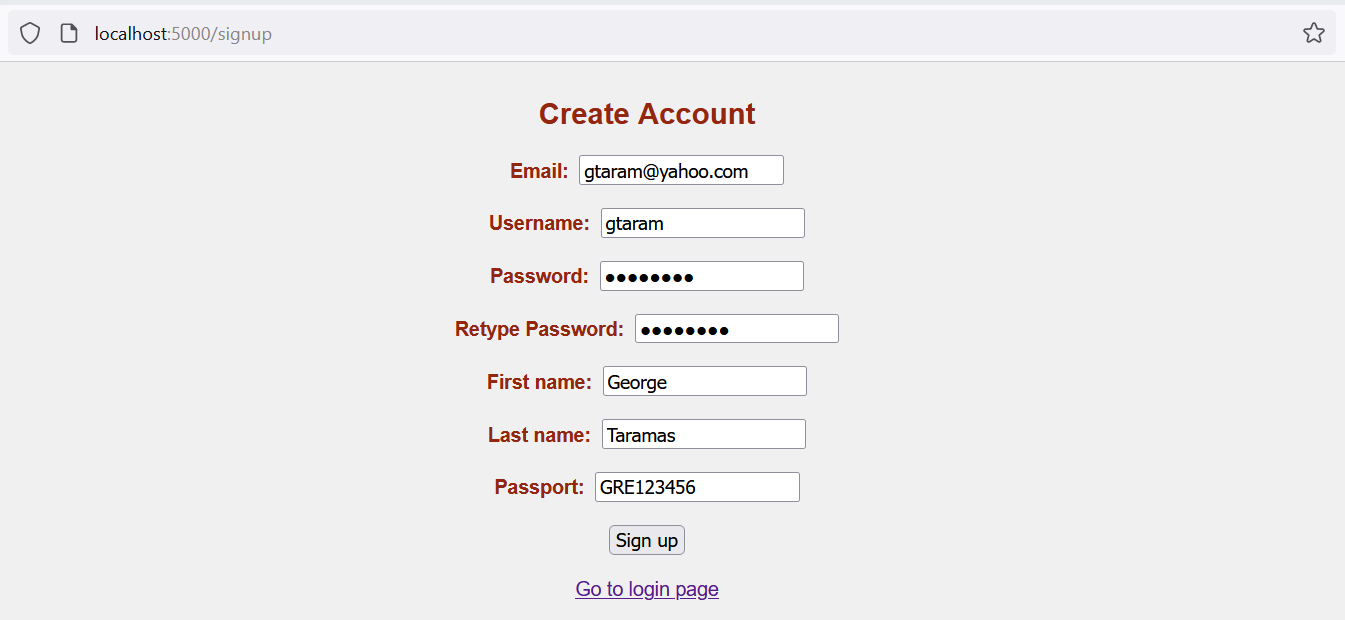 localhost:5000/signup
Create Account
Email: gtaram@yahoo.com
Username: gtaram
Password: ●●●●●●●●
Retype Password: ●●●●●●●●
First name: George
Last name: Taramas
Passport: GRE123456
Sign up
Go to login page